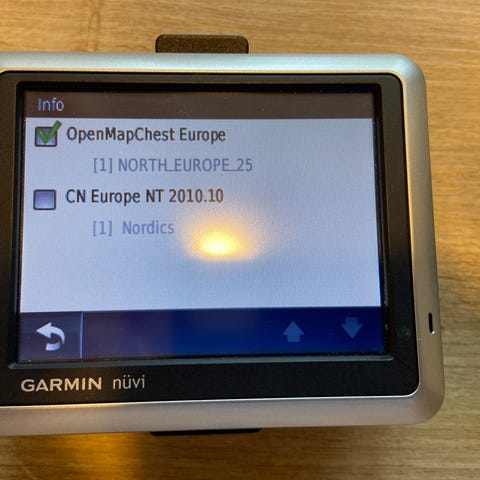 Info
OpenMapChest Europe
[1] NORTH_EUROPE_25
CN Europe NT 2010.10
[1] Nordics
GARMIN nüvi